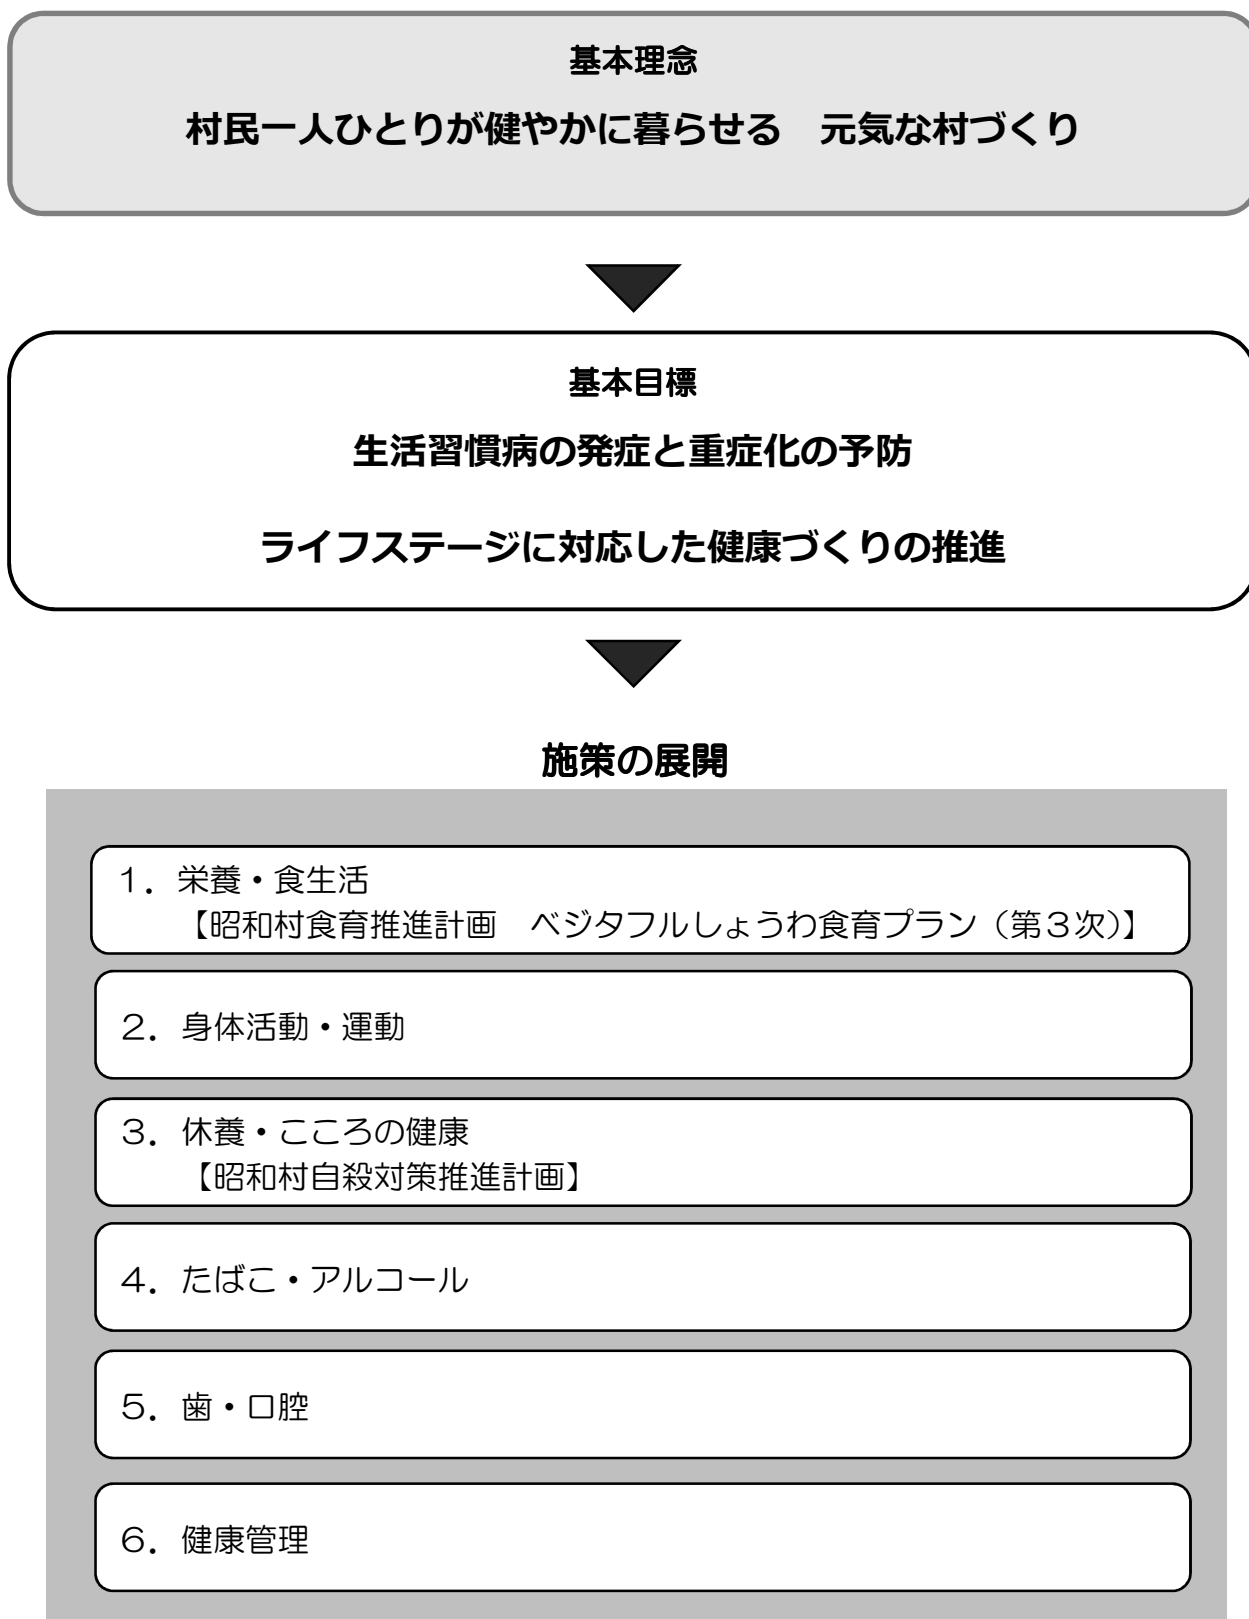 基本理念
村民一人ひとりが健やかに暮らせる　元気な村づくり
基本目標
生活習慣病の発症と重症化の予防
ライフステージに対応した健康づくりの推進
施策の展開
１．栄養・食生活
【昭和村食育推進計画　ベジタフルしょうわ食育プラン（第３次）】
２．身体活動・運動
３．休養・こころの健康
【昭和村自殺対策推進計画】
４．たばこ・アルコール
５．歯・口腔
６．健康管理